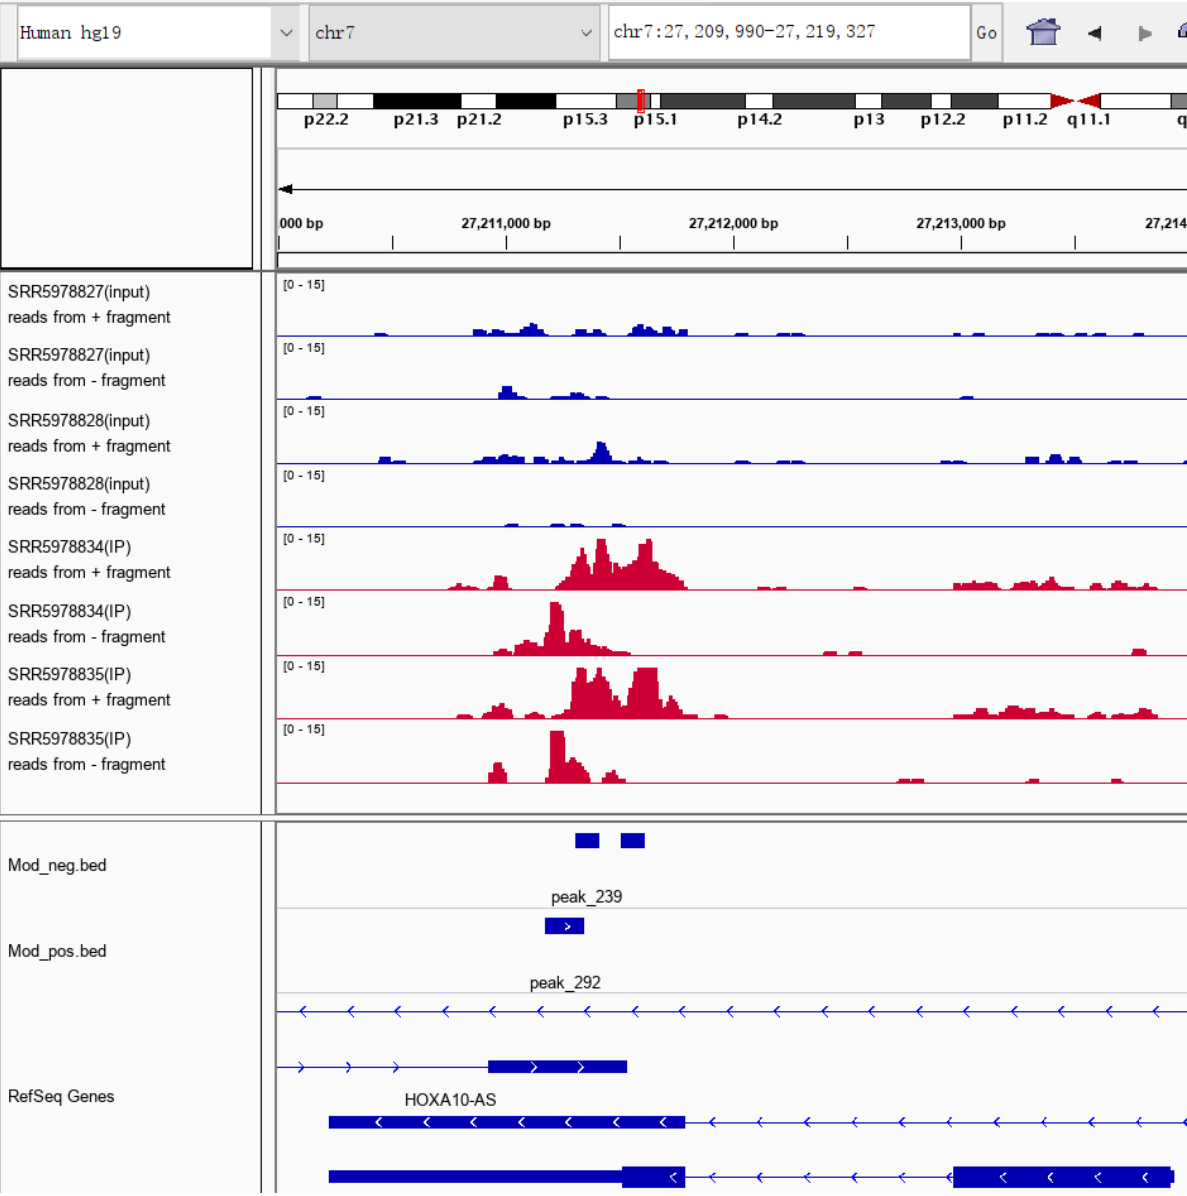 Human hg19
chr7
chr7:27,209,990-27,219,327
Go
p22.2 p21.3 p21.2 p15.3 p15.1 p14.2 p13 p12.2 p11.2 q11.1 q
000 bp 27,211,000 bp 27,212,000 bp 27,213,000 bp 27,214
SRR5978827(input)
reads from + fragment
[0 - 15]
SRR5978827(input)
reads from - fragment
[0 - 15]
SRR5978828(input)
reads from + fragment
[0 - 15]
SRR5978828(input)
reads from - fragment
[0 - 15]
SRR5978834(IP)
reads from + fragment
[0 - 15]
SRR5978834(IP)
reads from - fragment
[0 - 15]
SRR5978835(IP)
reads from + fragment
[0 - 15]
SRR5978835(IP)
reads from - fragment
[0 - 15]
Mod_neg.bed
peak_239
Mod_pos.bed
peak_292
RefSeq Genes
HOXA10-AS